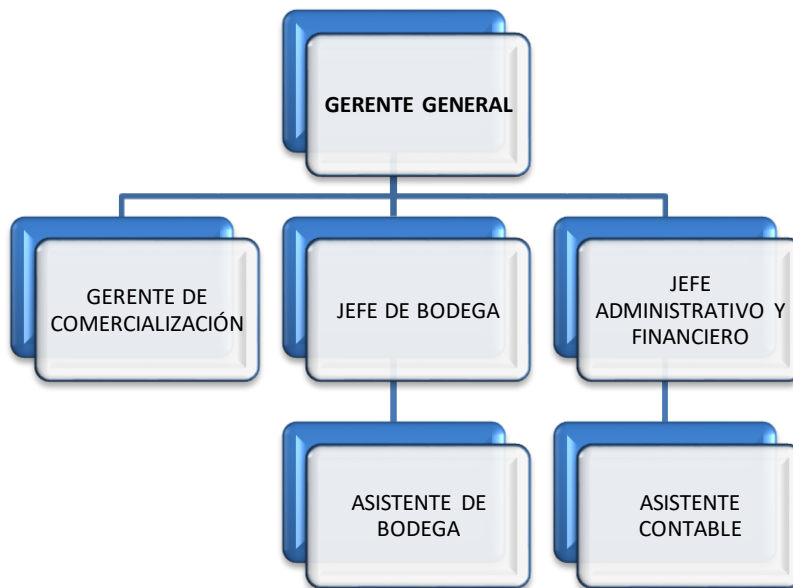 GERENTE GENERAL
GERENTE DE
COMERCIALIZACIÓN
JEFE DE BODEGA
JEFE
ADMINISTRATIVO Y
FINANCIERO
ASISTENTE DE
BODEGA
ASISTENTE
CONTABLE